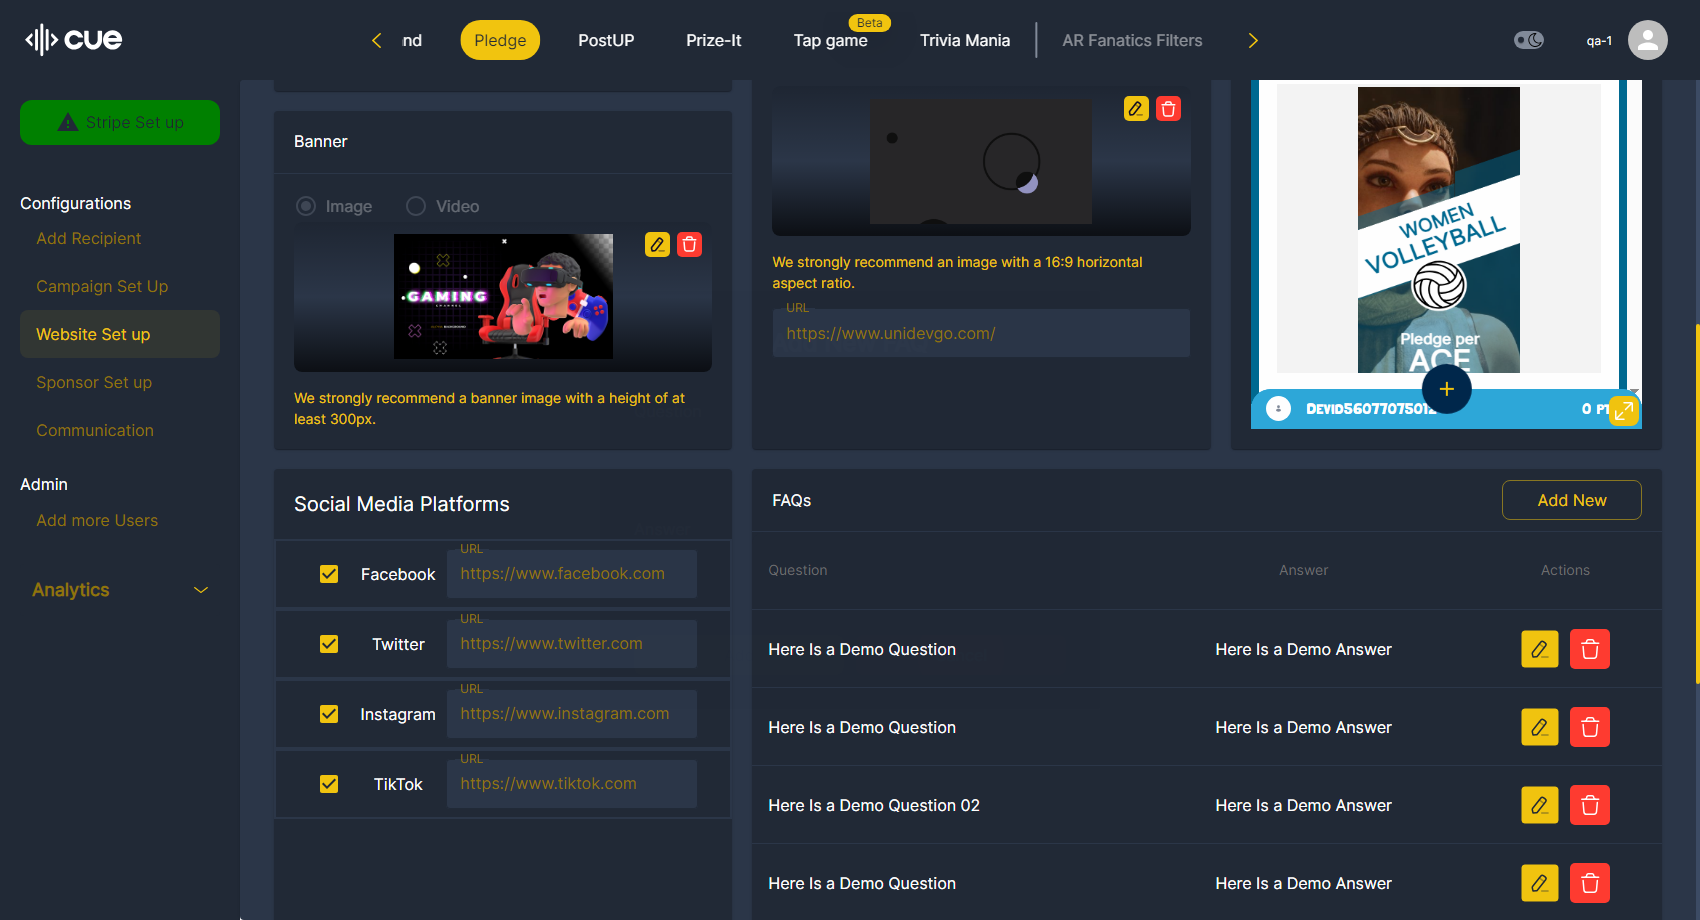 cue
nd
Pledge
PostUP
Prize-It
Tap game
Beta
Trivia Mania
AR Fanatics Filters
qa-1
Stripe Set up
Configurations
Add Recipient
Campaign Set Up
Website Set up
Sponsor Set up
Communication
Admin
Add more Users
Analytics
Banner
Image
Video
GAMING
We strongly recommend a banner image with a height of at
least 300px.
We strongly recommend an image with a 16:9 horizontal
aspect ratio.
URL
https://www.unidevgo.com/
WOMEN
VOLLEYBALL
Pledge per
ACE
0 PT
Social Media Platforms
Facebook
URL
https://www.facebook.com
Twitter
URL
https://www.twitter.com
Instagram
URL
https://www.instagram.com
TikTok
URL
https://www.tiktok.com
FAQs
Add New
Question
Answer
Actions
Here Is a Demo Question
Here Is a Demo Answer
Here Is a Demo Question
Here Is a Demo Answer
Here Is a Demo Question 02
Here Is a Demo Answer
Here Is a Demo Question
Here Is a Demo Answer